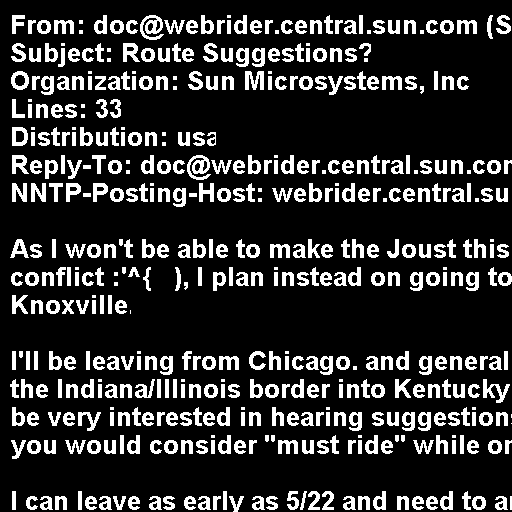 From: doc@webrider.central.sun.com (S
Subject: Route Suggestions?
Organization: Sun Microsystems, Inc
Lines: 33
Distribution: usa
Reply-To: doc@webrider.central.sun.com
NNTP-Posting-Host: webrider.central.su
As I won't be able to make the Joust this
conflict :'^{   ), I plan instead on going to
Knoxville.
I'll be leaving from Chicago. and general
the Indiana/Illinois border into Kentucky
be very interested in hearing suggestions
you would consider "must ride" while on
I can leave as early as 5/22 and need to a